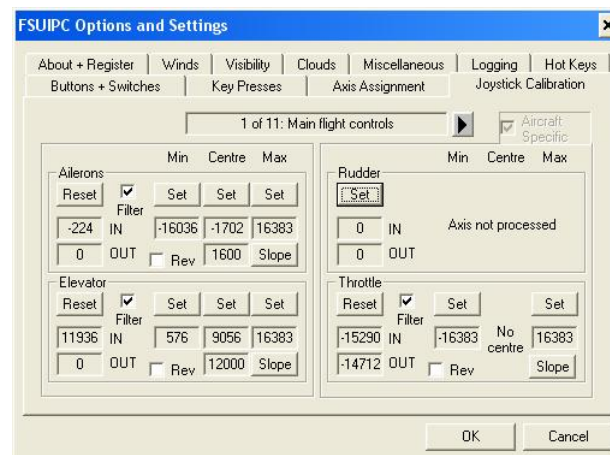 FSUIPC Options and Settings
About + Register Winds Visibility Clouds Miscellaneous Logging Hot Keys
Buttons + Switches Key Presses Axis Assignment Joystick Calibration
1 of 11: Main flight controls
Aircraft Specific
Ailerons Min Centre Max
Reset Filter Set Set Set
-224 IN -16036 -1702 16383
0 OUT Rev 1600 Slope
Rudder Min Centre Max
Set
0 IN Axis not processed
0 OUT
Elevator
Reset Filter Set Set Set
11936 IN 576 9056 16383
0 OUT Rev 12000 Slope
Throttle
Reset Filter Set Set
-15290 IN -16383 No centre 16383
-14712 OUT Rev Slope
OK Cancel